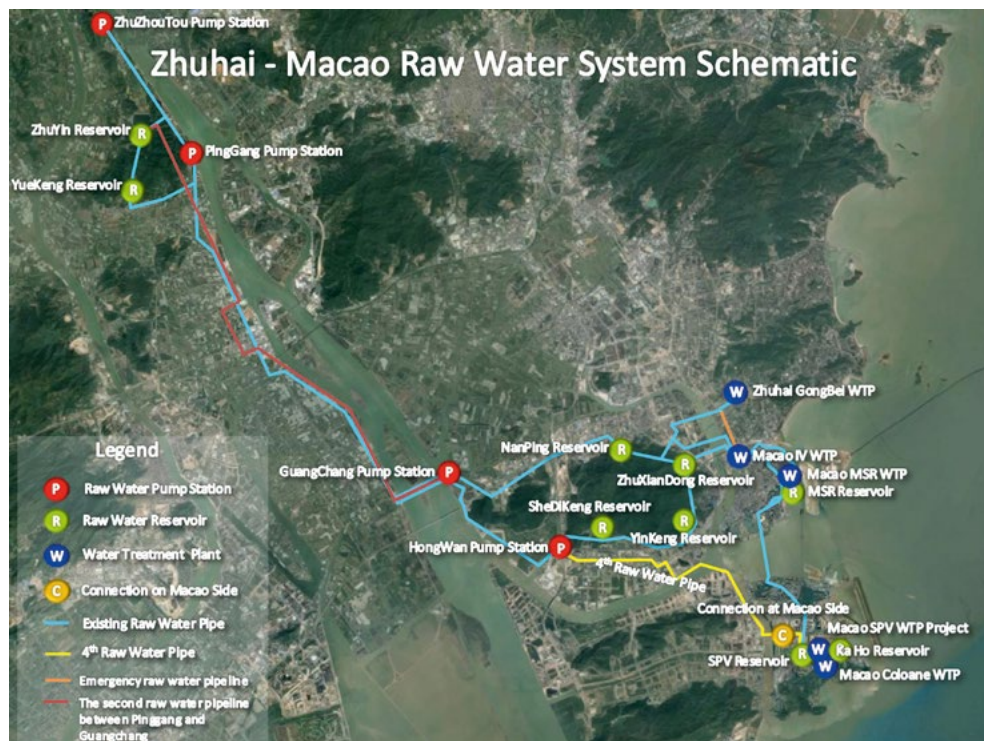 ZhuZhouTou Pump Station
Zhuhai - Macao Raw Water System Schematic
ZhuYin Reservoir
R
P
PingGang Pump Station
YueKeng Reservoir
R
P
W
Zhuhai GongBei WTP
NanPing Reservoir
R
W
Macao IV WTP
GuangChang Pump Station
P
R
ZhuXianDong Reservoir
W
Macao MSR WTP
R
MSR Reservoir
SheDiKeng Reservoir
R
R
YinKeng Reservoir
HongWan Pump Station
P
4th Raw Water Pipe
Connection at Macao Side
C
Macao SPV WTP Project
SPV Reservoir
R
W
R
Ka Ho Reservoir
W
Macao Coloane WTP
Legend
P
Raw Water Pump Station
R
Raw Water Reservoir
W
Water Treatment Plant
C
Connection on Macao Side
Existing Raw Water Pipe
4th Raw Water Pipe
Emergency raw water pipeline
The second raw water pipeline
between Pinggang and
Guangchang